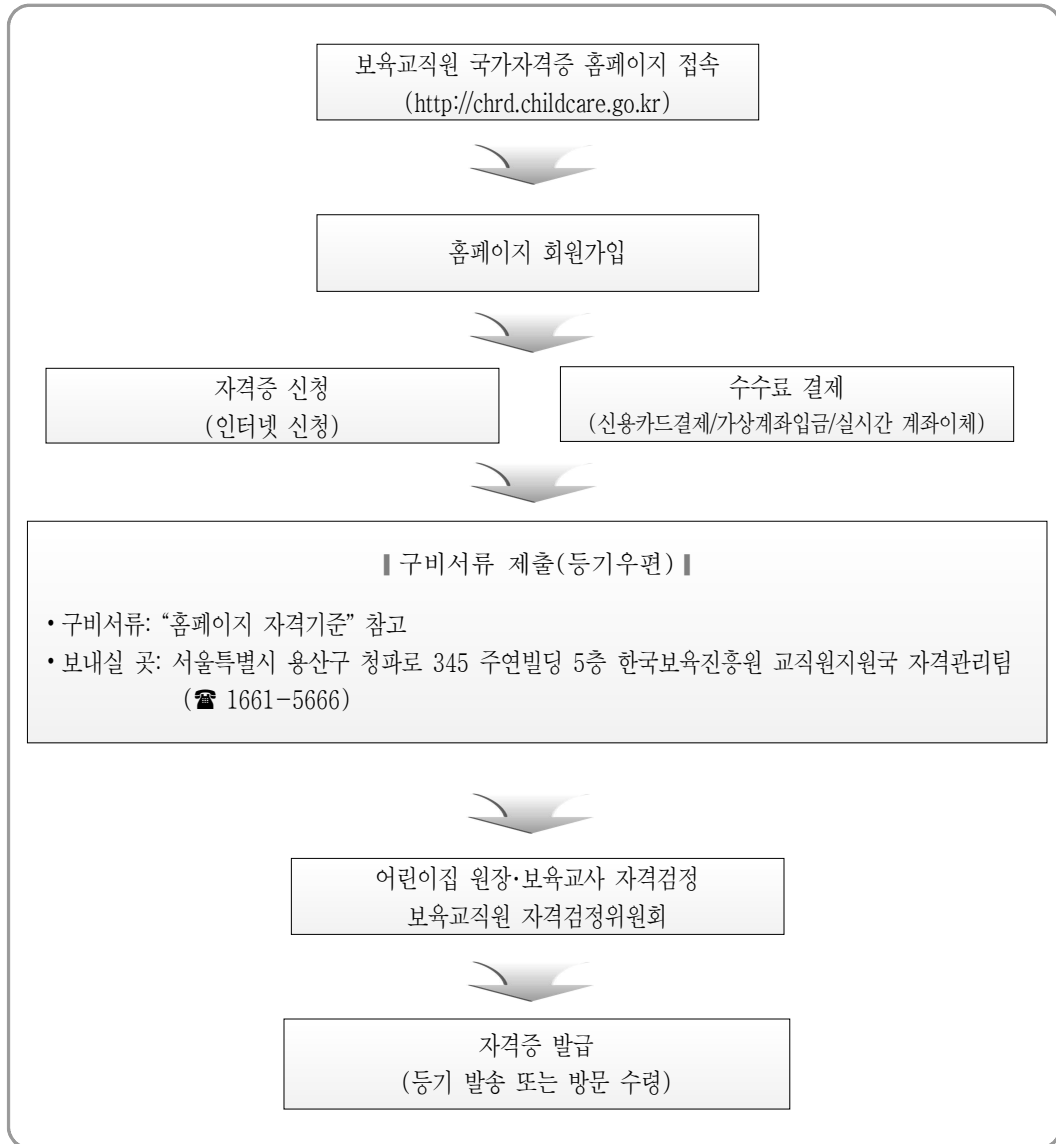 보육교직원 국가자격증 홈페이지 접속
(http://chrd.childcare.go.kr)
홈페이지 회원가입
자격증 신청
(인터넷 신청)
수수료 결제
(신용카드결제/가상계좌입금/실시간 계좌이체)
∥구비서류 제출(등기우편)∥
• 구비서류: “홈페이지 자격기준” 참고
• 보내실 곳: 서울특별시 용산구 청파로 345 주연빌딩 5층 한국보육진흥원 교직원지원국 자격관리팀
(☎ 1661-5666)
어린이집 원장·보육교사 자격검정
보육교직원 자격검정위원회
자격증 발급
(등기 발송 또는 방문 수령)